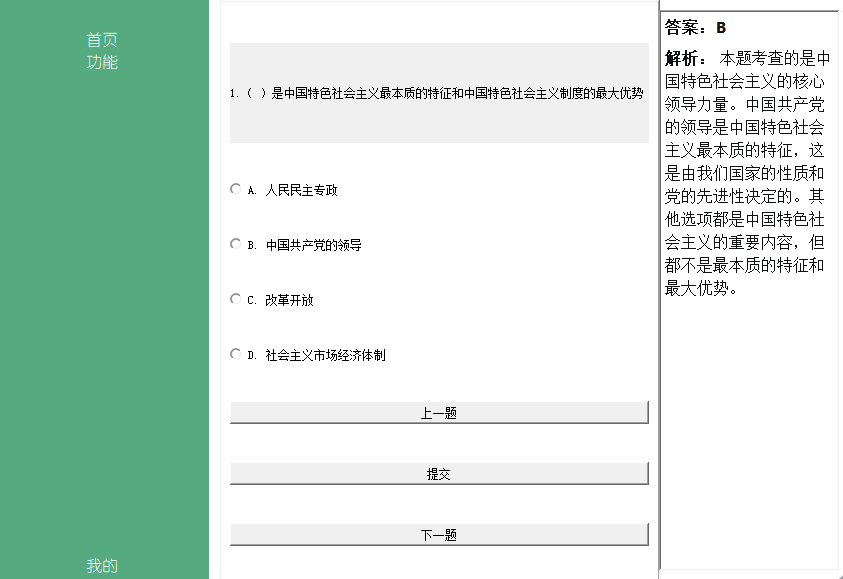 首页
功能
我的
1.（ ）是中国特色社会主义最本质的特征和中国特色社会主义制度的最大优势
A. 人民民主专政
B. 中国共产党的领导
C. 改革开放
D. 社会主义市场经济体制
上一题
提交
下一题
答案：B
解析： 本题考查的是中
国特色社会主义的核心
领导力量。中国共产党
的领导是中国特色社会
主义最本质的特征，这
是由我们国家的性质和
党的先进性决定的。其
他选项都是中国特色社
会主义的重要内容，但
都不是最本质的特征和
最大优势。